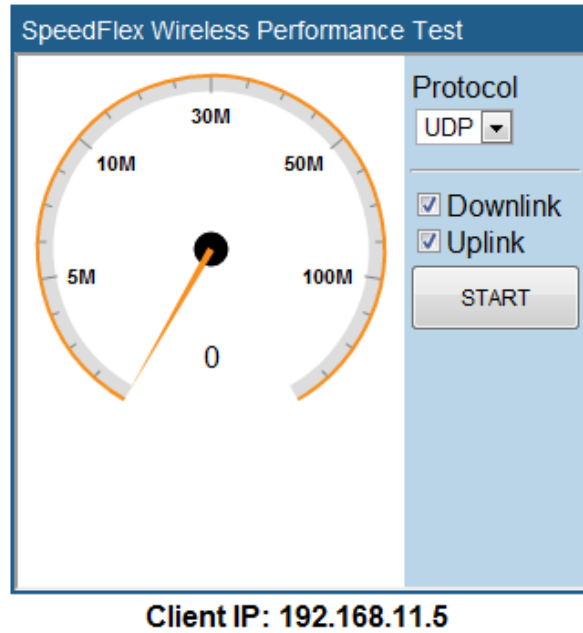 SpeedFlex Wireless Performance Test
30M
10M
50M
5M
100M
0
Protocol
UDP
Downlink
Uplink
START
Client IP: 192.168.11.5